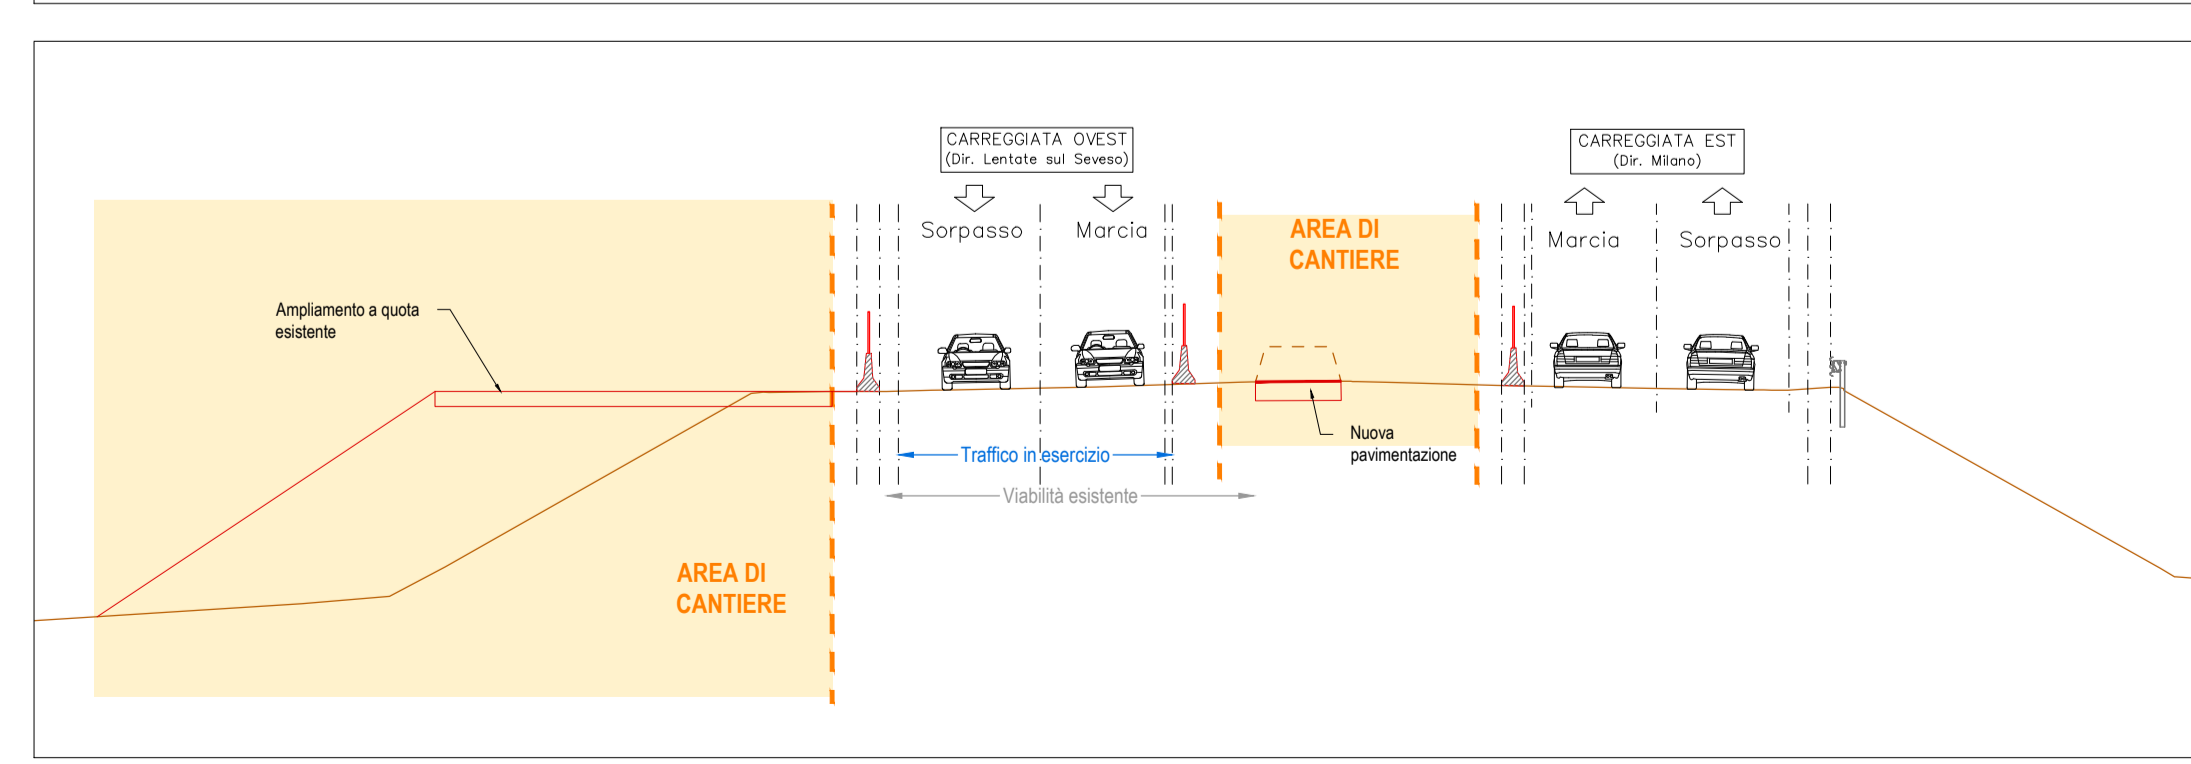 CARREGGIATA OVEST
(Dir. Lentate sul Seveso)
CARREGGIATA EST
(Dir. Milano)
Sorpasso
Marcia
AREA DI
CANTIERE
Marcia
Sorpasso
Ampliamento a quota
esistente
Nuova
pavimentazione
Traffico in esercizio
Viabilità esistente
AREA DI
CANTIERE